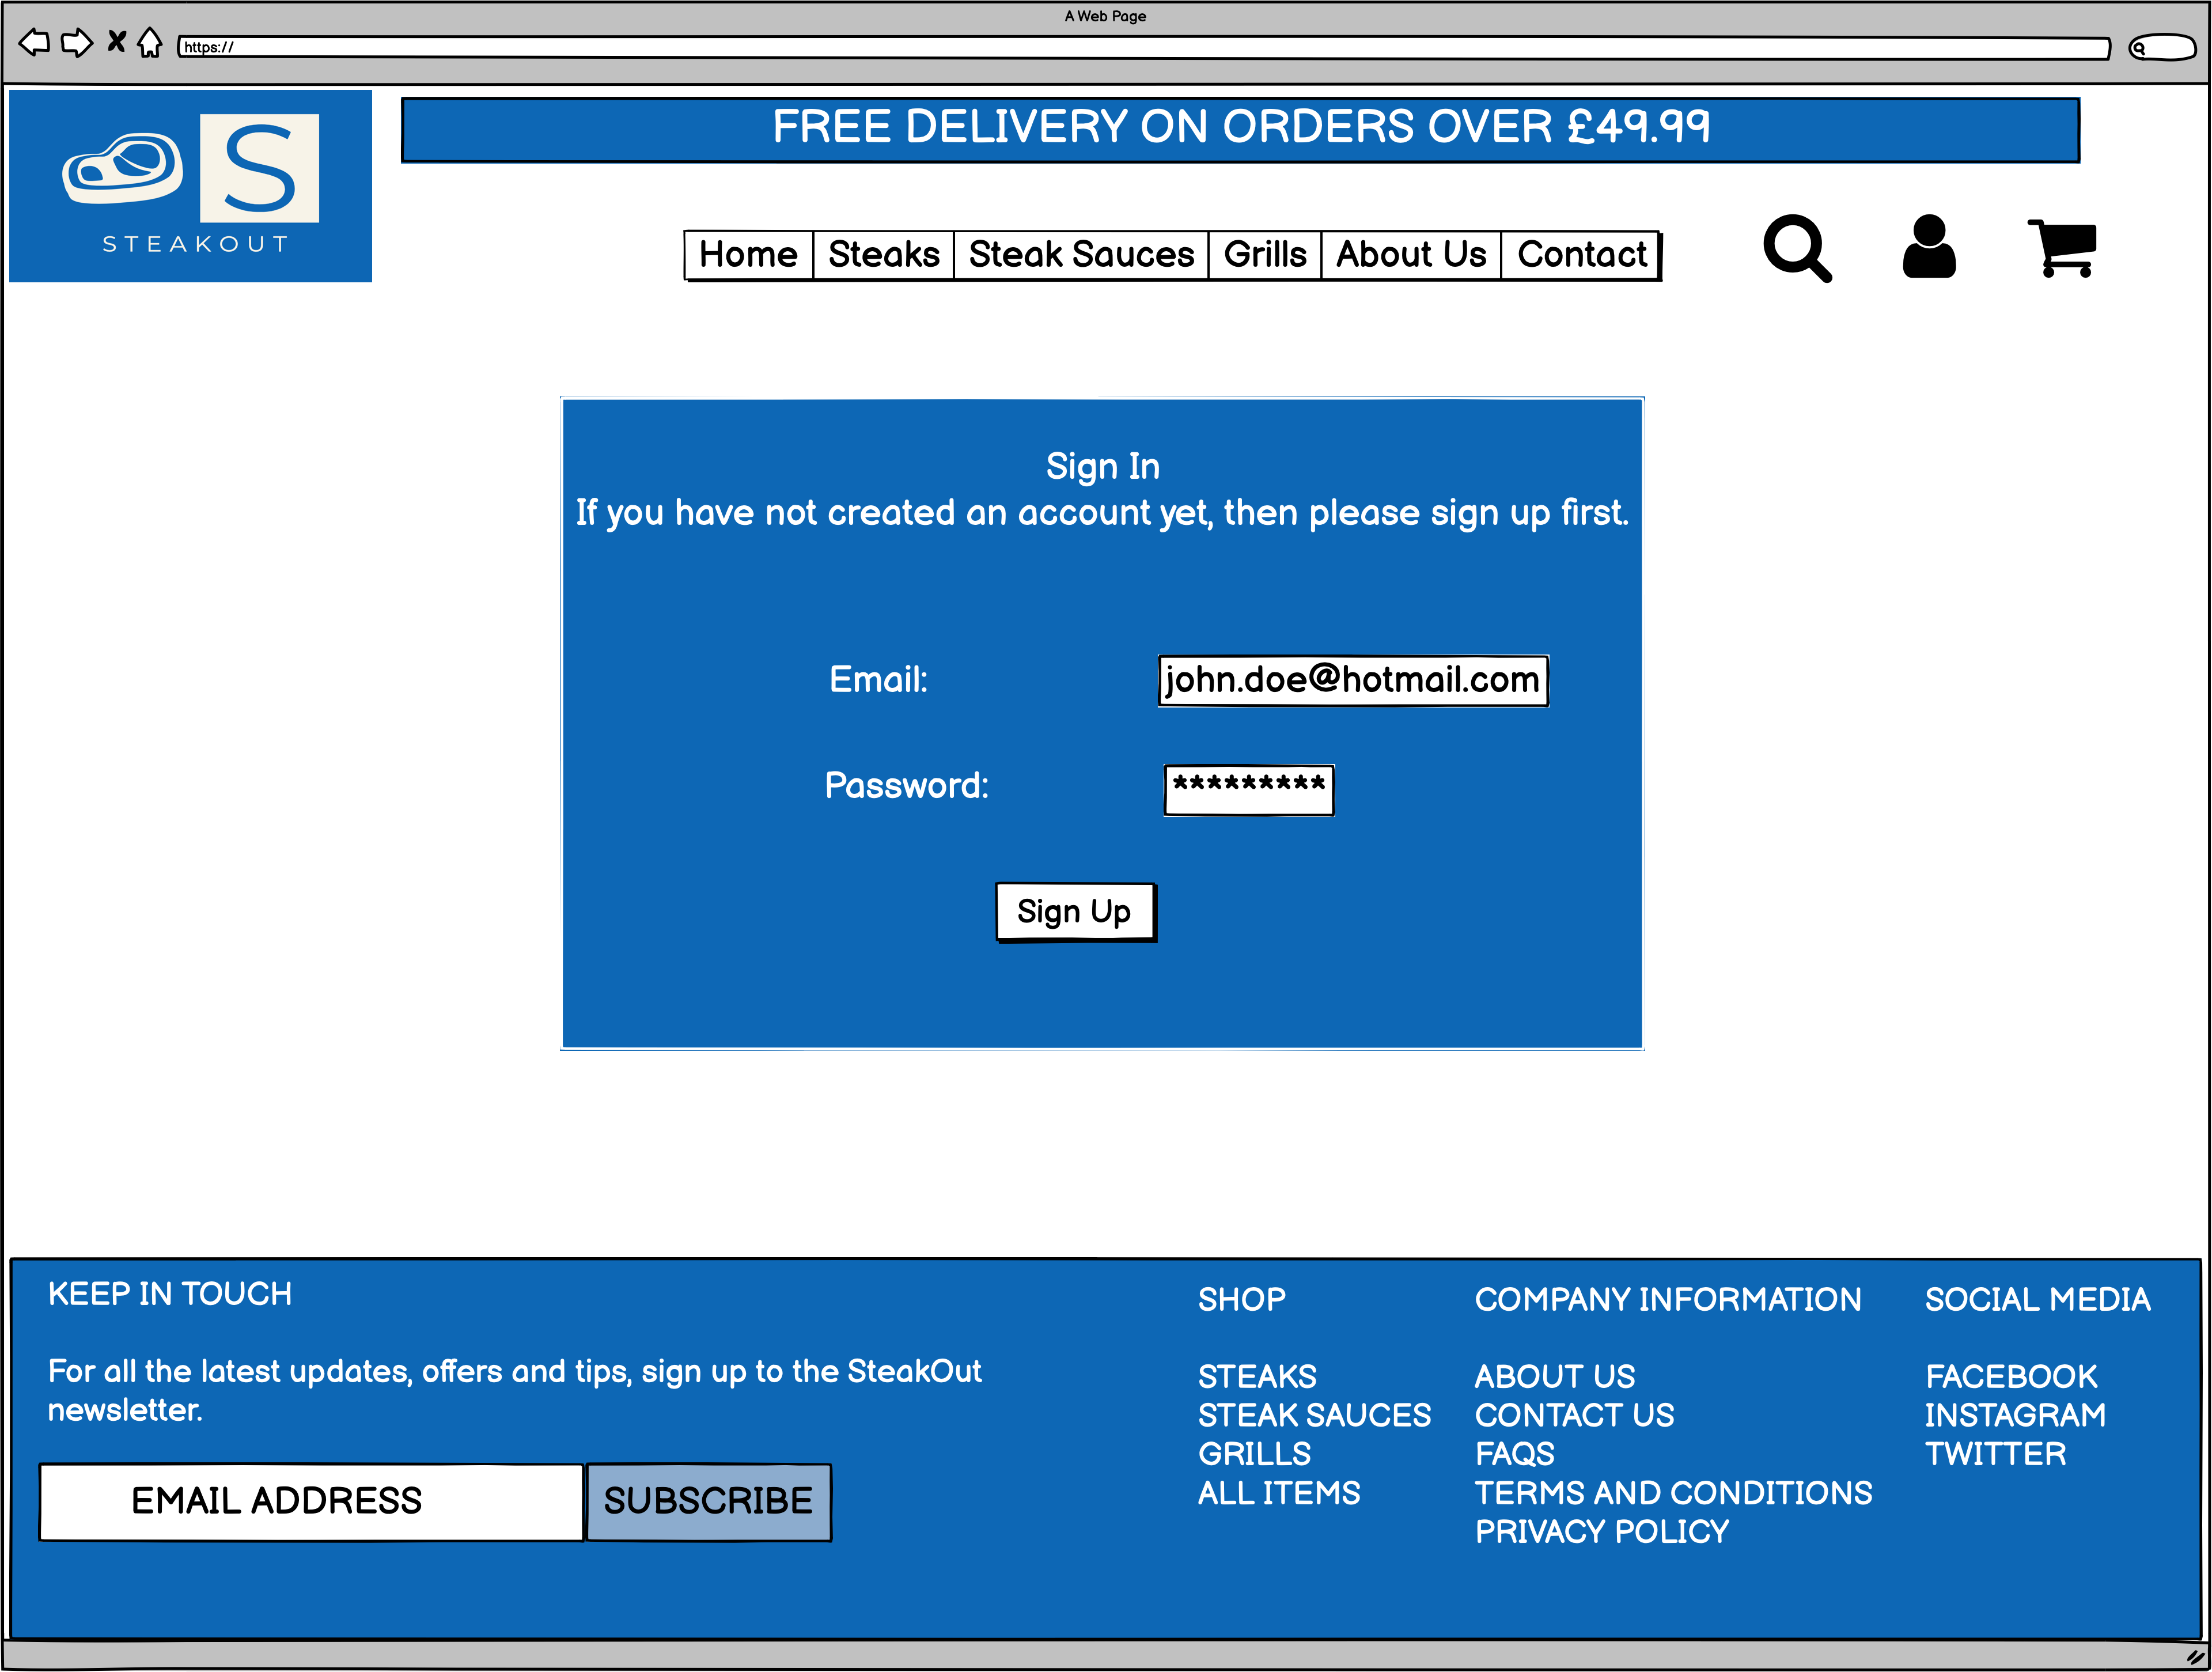 A Web Page
https://
FREE DELIVERY ON ORDERS OVER £49.99
S
STEAKOUT
Home Steaks Steak Sauces Grills About Us Contact
Sign In
If you have not created an account yet, then please sign up first.
Email: john.doe@hotmail.com
Password: *********
Sign Up
KEEP IN TOUCH
For all the latest updates, offers and tips, sign up to the SteakOut
newsletter.
EMAIL ADDRESS SUBSCRIBE
SHOP
STEAKS
STEAK SAUCES
GRILLS
ALL ITEMS
COMPANY INFORMATION
ABOUT US
CONTACT US
FAQS
TERMS AND CONDITIONS
PRIVACY POLICY
SOCIAL MEDIA
FACEBOOK
INSTAGRAM
TWITTER